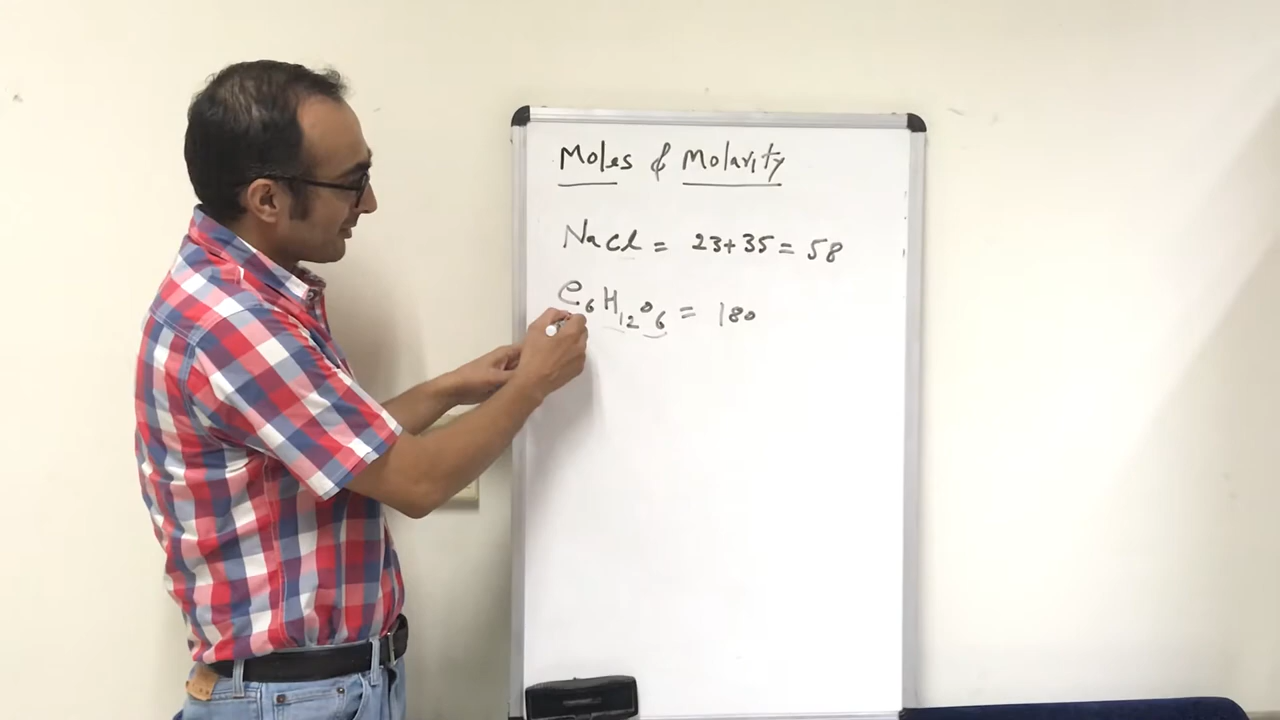 Moles & Molarity
NaCl = 23+35 = 58
C6H12O6 = 180